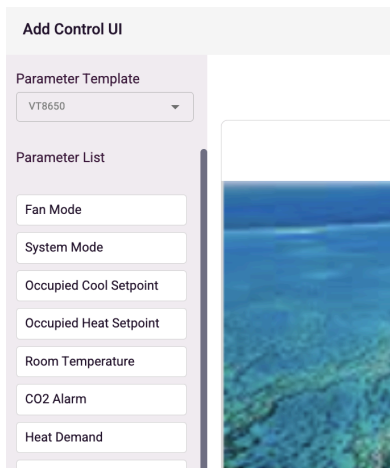 Add Control UI
Parameter Template
VT8650
Parameter List
Fan Mode
System Mode
Occupied Cool Setpoint
Occupied Heat Setpoint
Room Temperature
CO2 Alarm
Heat Demand